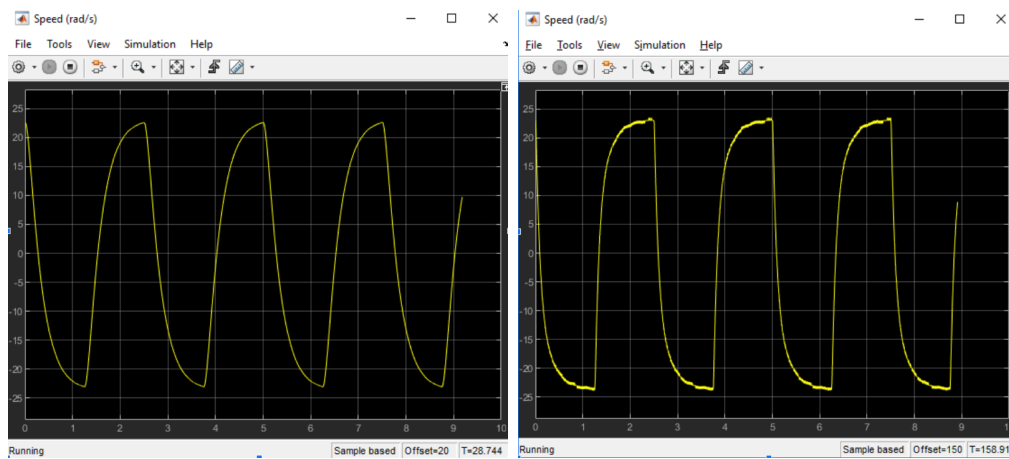 Speed (rad/s)
File Tools View Simulation Help
25
20
15
10
5
0
-5
-10
-15
-20
-25
0 1 2 3 4 5 6 7 8 9 10
Running Sample based Offset=20 T=28.744
Speed (rad/s)
File Tools View Simulation Help
25
20
15
10
5
0
-5
-10
-15
-20
-25
0 1 2 3 4 5 6 7 8 9 1
Running Sample based Offset=150 T=158.91